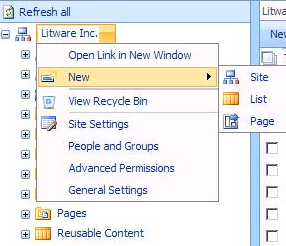 Refresh all
Litware Inc.
Open Link in New Window
New
View Recycle Bin
Site Settings
People and Groups
Advanced Permissions
General Settings
Site
List
Page
Pages
Reusable Content
Litwa
Nev